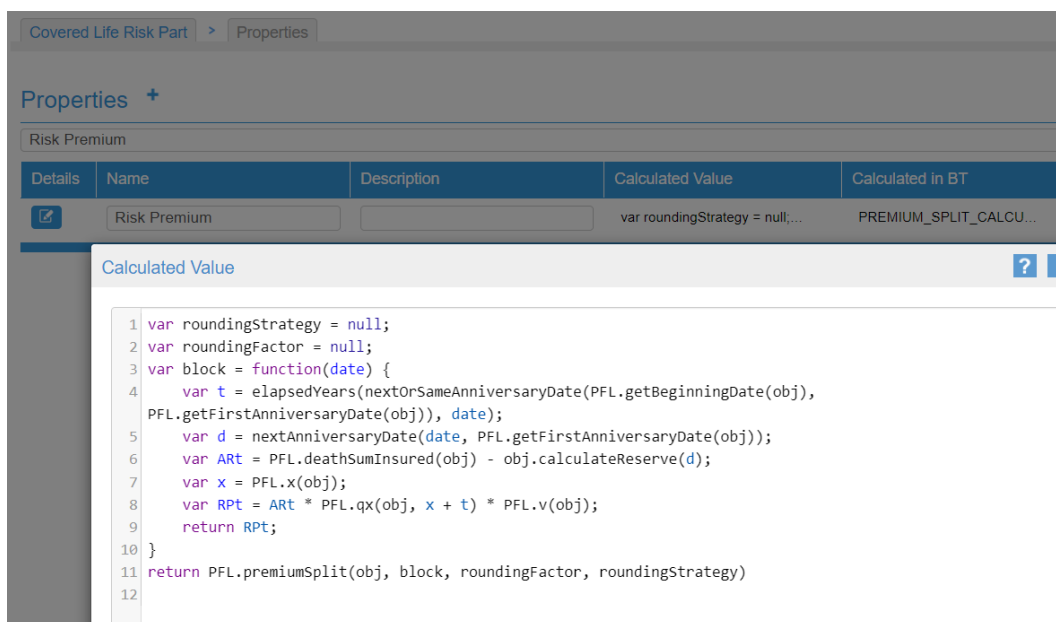 Covered Life Risk Part > Properties
Properties +
Risk Premium
Details Name Description Calculated Value Calculated in BT
Risk Premium var roundingStrategy = null;... PREMIUM_SPLIT_CALCU...
Calculated Value ?
1 var roundingStrategy = null;
2 var roundingFactor = null;
3 var block = function(date) {
4 var t = elapsedYears(nextOrSameAnniversaryDate(PFL.getBeginningDate(obj),
PFL.getFirstAnniversaryDate(obj)), date);
5 var d = nextAnniversaryDate(date, PFL.getFirstAnniversaryDate(obj));
6 var ARt = PFL.deathSumInsured(obj) - obj.calculateReserve(d);
7 var x = PFL.x(obj);
8 var RPt = ARt * PFL.qx(obj, x + t) * PFL.v(obj);
9 return RPt;
10 }
11 return PFL.premiumSplit(obj, block, roundingFactor, roundingStrategy)
12